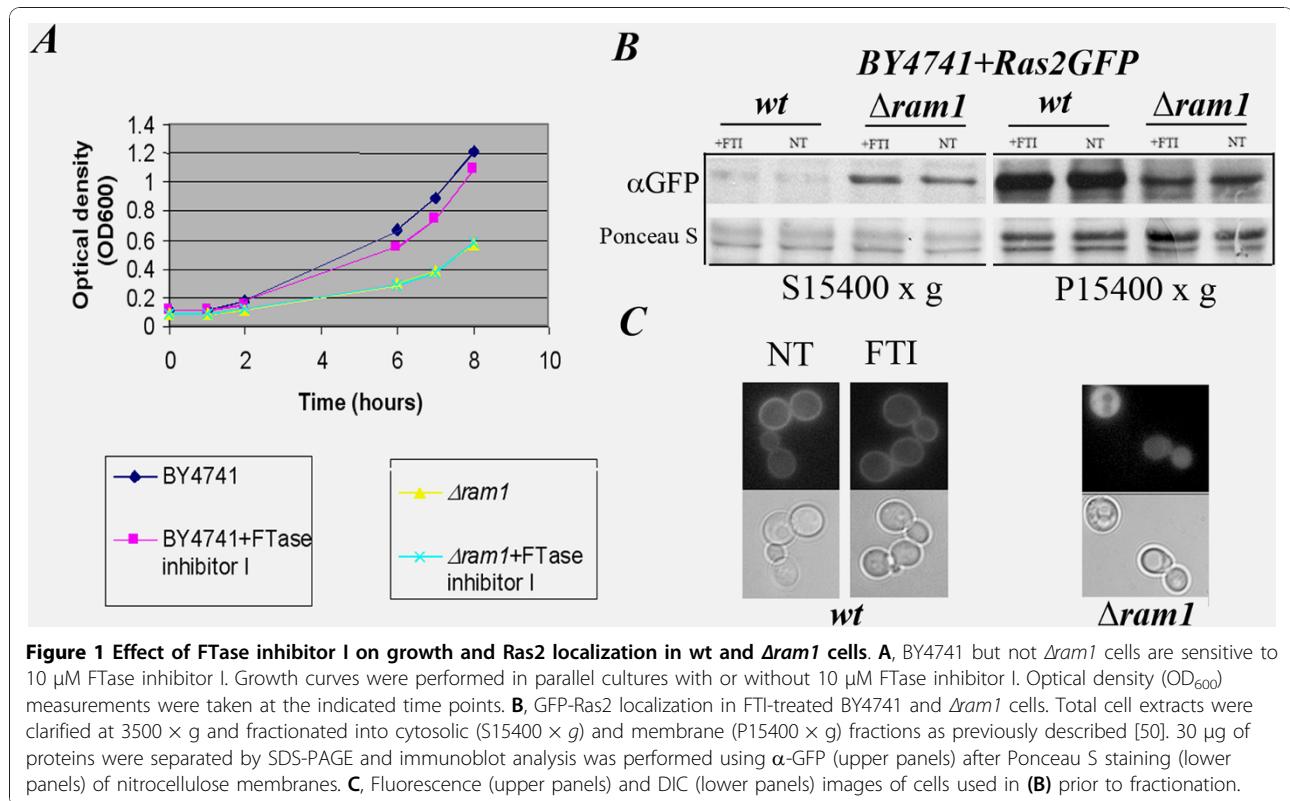 A
Optical density
(OD600)
1.4
1.2
1
0.8
0.6
0.4
0.2
0
0 2 4 6 8 10
Time (hours)
BY4741
BY4741+FTase
inhibitor I
Δram1
Δram1+FTase
inhibitor I
B
BY4741+Ras2GFP
wt Δram1 wt Δram1
+FTI NT +FTI NT +FTI NT +FTI NT
αGFP
Ponceau S
S15400 x g P15400 x g
C
NT FTI
wt Δram1
Figure 1 Effect of FTase inhibitor I on growth and Ras2 localization in wt and Δram1 cells. A, BY4741 but not Δram1 cells are sensitive to
10 μM FTase inhibitor I. Growth curves were performed in parallel cultures with or without 10 μM FTase inhibitor I. Optical density (OD600)
measurements were taken at the indicated time points. B, GFP-Ras2 localization in FTI-treated BY4741 and Δram1 cells. Total cell extracts were
clarified at 3500 × g and fractionated into cytosolic (S15400 × g) and membrane (P15400 × g) fractions as previously described [50]. 30 μg of
proteins were separated by SDS-PAGE and immunoblot analysis was performed using α-GFP (upper panels) after Ponceau S staining (lower
panels) of nitrocellulose membranes. C, Fluorescence (upper panels) and DIC (lower panels) images of cells used in (B) prior to fractionation.